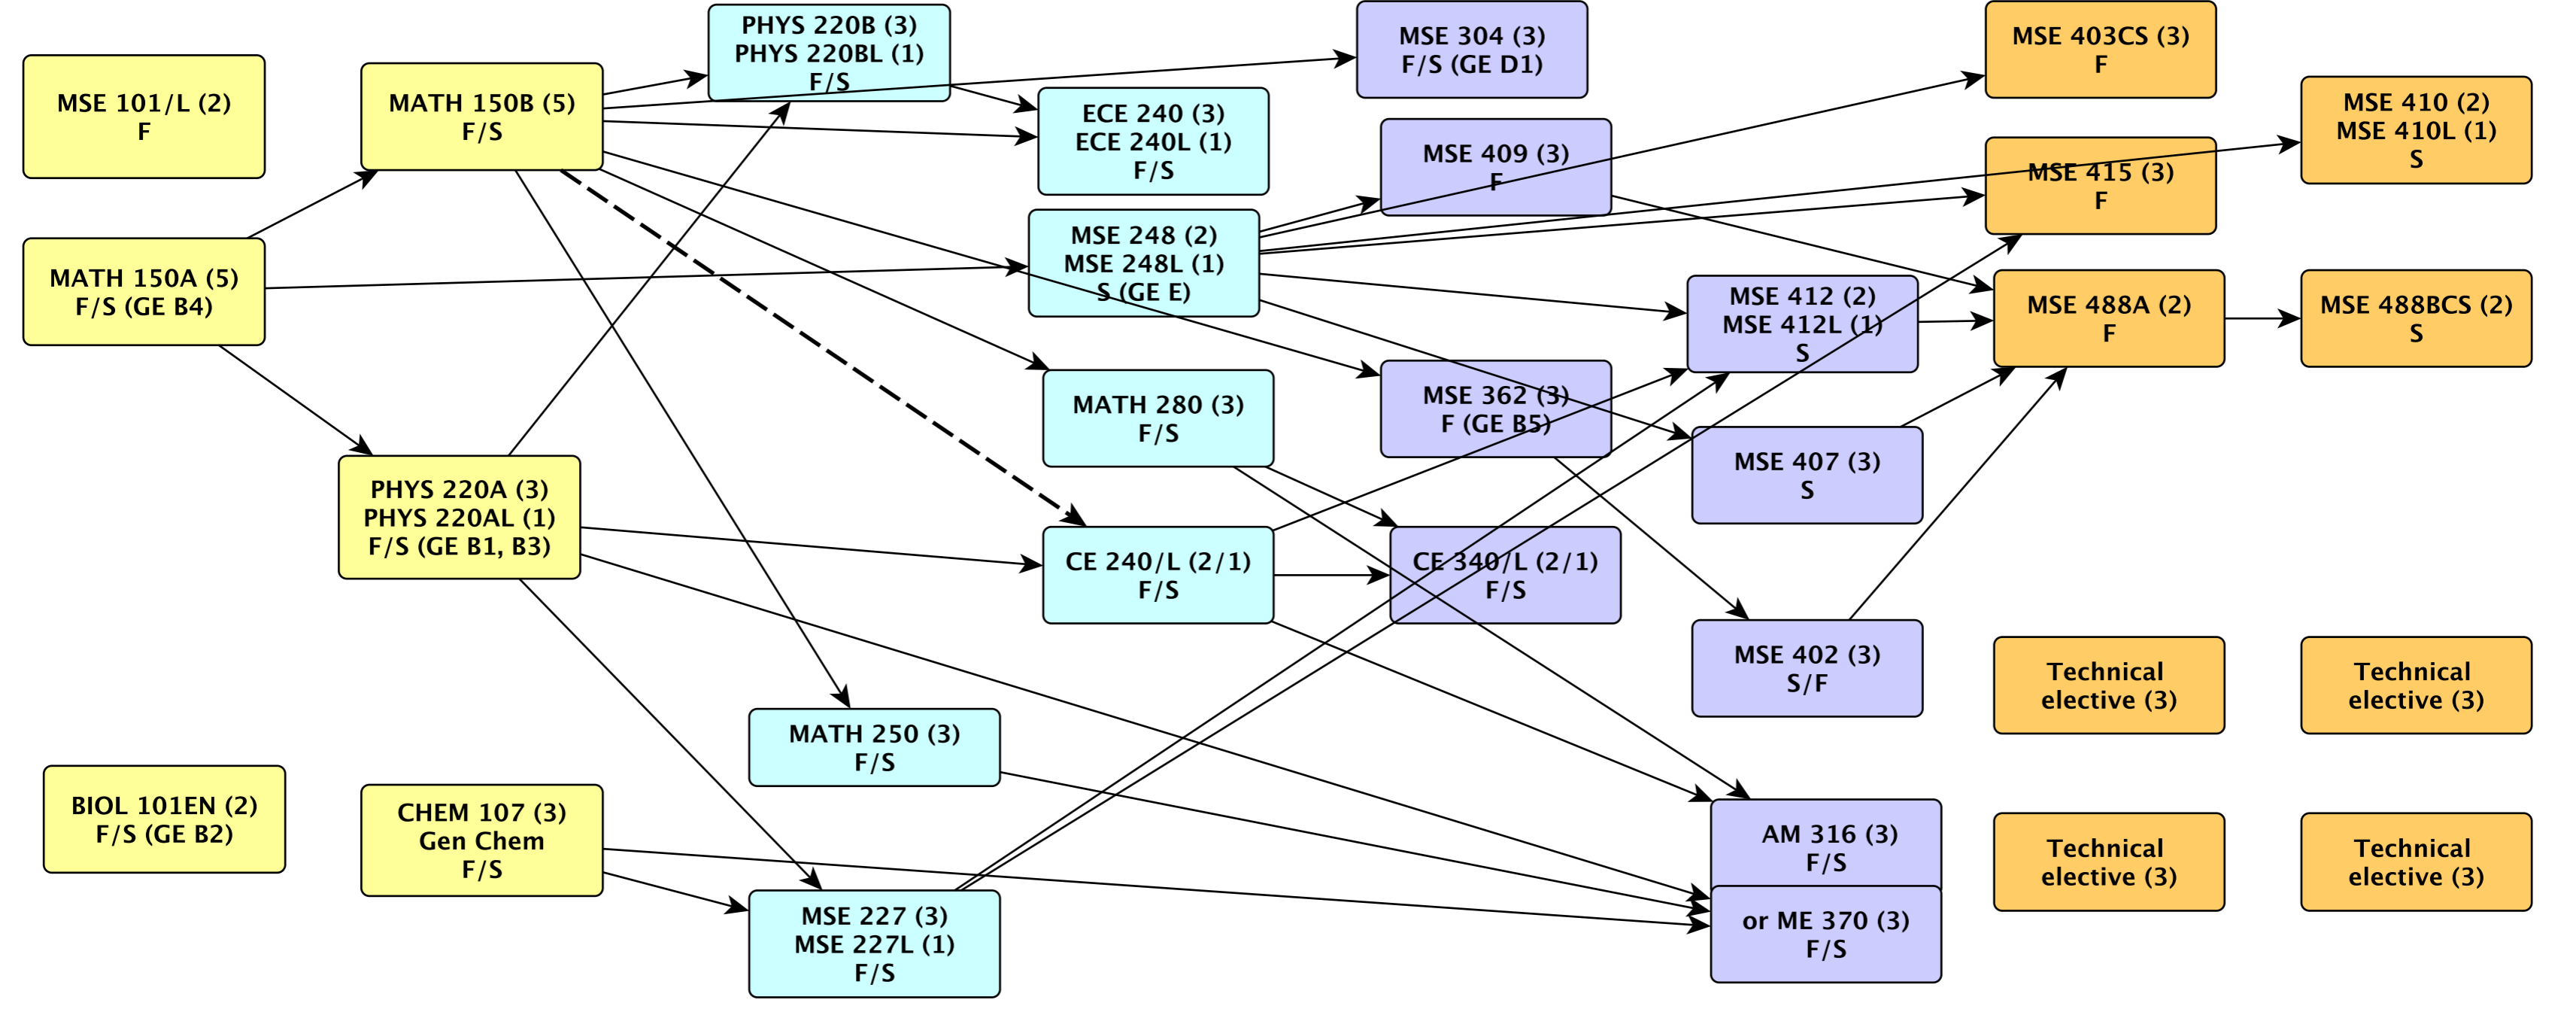 MSE 101/L (2)
F
MATH 150A (5)
F/S (GE B4)
BIOL 101EN (2)
F/S (GE B2)
MATH 150B (5)
F/S
PHYS 220A (3)
PHYS 220AL (1)
F/S (GE B1, B3)
CHEM 107 (3)
Gen Chem
F/S
PHYS 220B (3)
PHYS 220BL (1)
F/S
MATH 250 (3)
F/S
MSE 227 (3)
MSE 227L (1)
F/S
ECE 240 (3)
ECE 240L (1)
F/S
MSE 248 (2)
MSE 248L (1)
S (GE E)
MATH 280 (3)
F/S
CE 240/L (2/1)
F/S
MSE 304 (3)
F/S (GE D1)
MSE 409 (3)
F
MSE 362 (3)
F (GE B5)
CE 340/L (2/1)
F/S
MSE 412 (2)
MSE 412L (1)
S
MSE 407 (3)
S
MSE 402 (3)
S/F
AM 316 (3)
F/S
or ME 370 (3)
F/S
MSE 403CS (3)
F
MSE 415 (3)
F
MSE 488A (2)
F
Technical
elective (3)
Technical
elective (3)
MSE 410 (2)
MSE 410L (1)
S
MSE 488BCS (2)
S
Technical
elective (3)
Technical
elective (3)